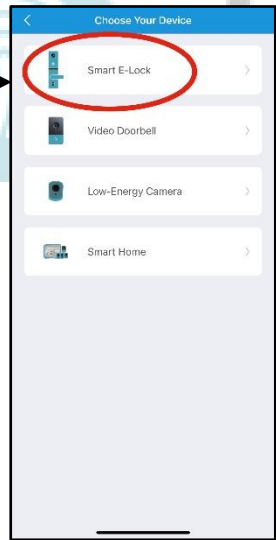 Choose Your Device
Smart E-Lock
Video Doorbell
Low-Energy Camera
Smart Home